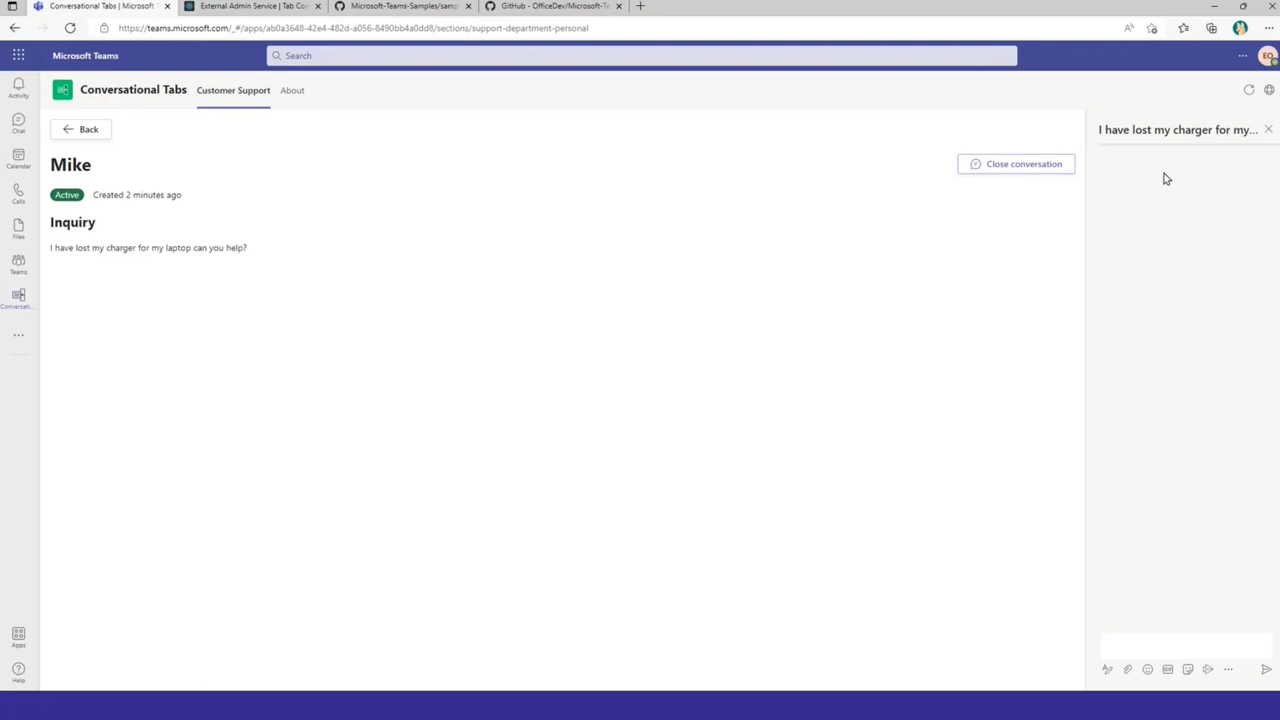 Conversational Tabs | Microsoft
External Admin Service | Tab Con
Microsoft-Teams-Samples/samp
GitHub - OfficeDev/Microsoft-Te
https://teams.microsoft.com/_#/apps/ab0a3648-42e4-482d-a056-8490bb4a0dd8/sections/support-department-personal
Microsoft Teams
Search
EO
Conversational Tabs
Customer Support
About
Activity
Chat
Calendar
Calls
Files
Teams
Conversati...
Apps
Help
Back
Mike
Close conversation
Active
Created 2 minutes ago
Inquiry
I have lost my charger for my laptop can you help?
I have lost my charger for my...